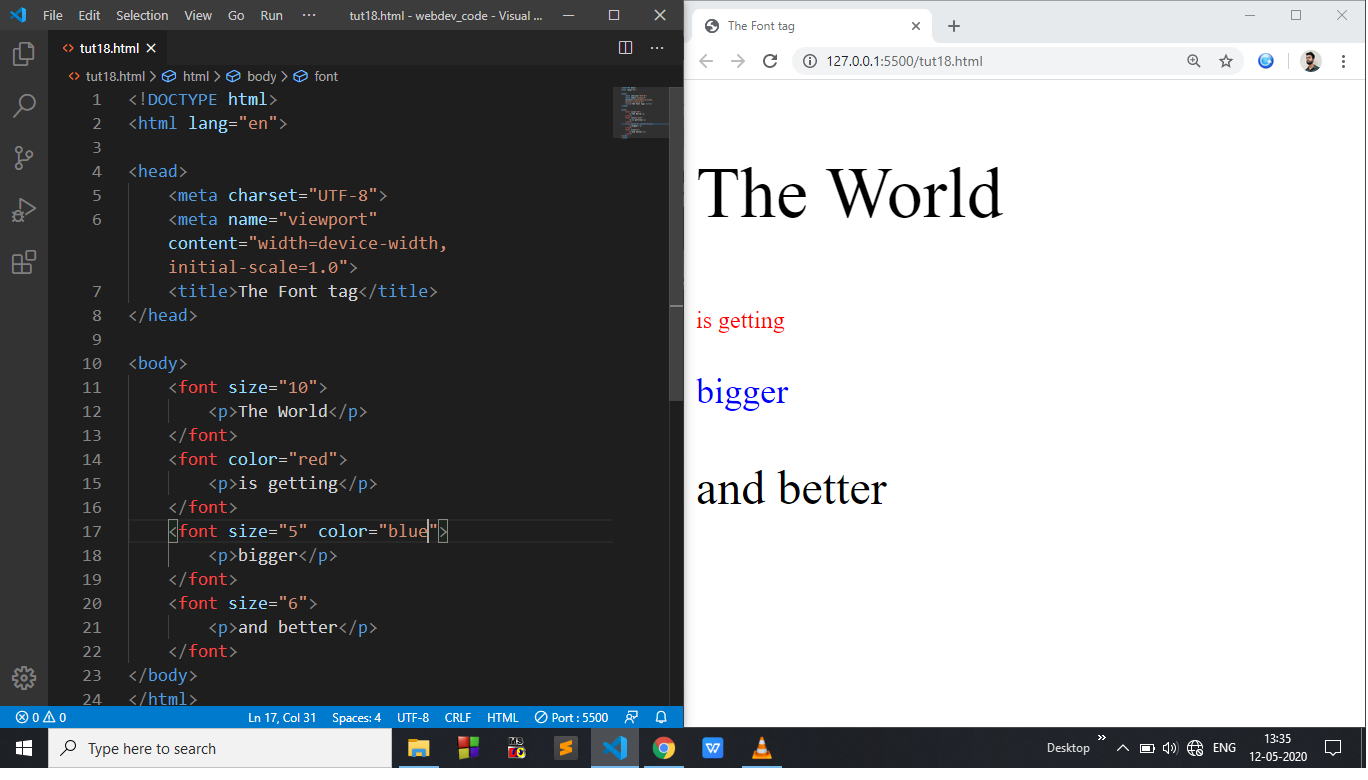 File Edit Selection View Go Run ··· tut18.html - webdev_code - Visual ...
tut18.html
tut18.html > html > body > font
1 <!DOCTYPE html>
2 <html lang="en">
3
4 <head>
5 <meta charset="UTF-8">
6 <meta name="viewport"
content="width=device-width,
initial-scale=1.0">
7 <title>The Font tag</title>
8 </head>
9
10 <body>
11 <font size="10">
12 <p>The World</p>
13 </font>
14 <font color="red">
15 <p>is getting</p>
16 </font>
17 <font size="5" color="blue">
18 <p>bigger</p>
19 </font>
20 <font size="6">
21 <p>and better</p>
22 </font>
23 </body>
24 </html>
0 0 Ln 17, Col 31 Spaces: 4 UTF-8 CRLF HTML Port : 5500
The Font tag
127.0.0.1:5500/tut18.html
The World
is getting
bigger
and better
Type here to search
Desktop » ENG
13:35
12-05-2020